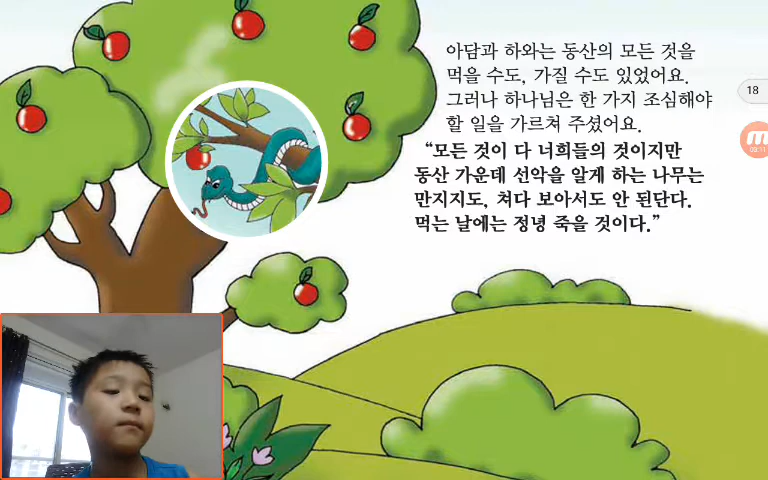 아담과 하와는 동산의 모든 것을
먹을 수도, 가질 수도 있었어요.
그러나 하나님은 한 가지 조심해야
할 일을 가르쳐 주셨어요.
“모든 것이 다 너희들의 것이지만
동산 가운데 선악을 알게 하는 나무는
만지지도, 쳐다 보아서도 안 된단다.
먹는 날에는 정녕 죽을 것이다.”
18